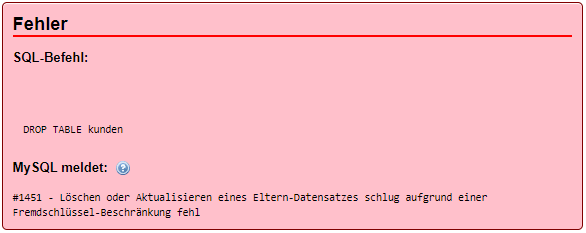 Fehler
SQL-Befehl:
DROP TABLE kunden
MySQL meldet:
#1451 - Löschen oder Aktualisieren eines Eltern-Datensatzes schlug aufgrund einer
Fremdschlüssel-Beschränkung fehl